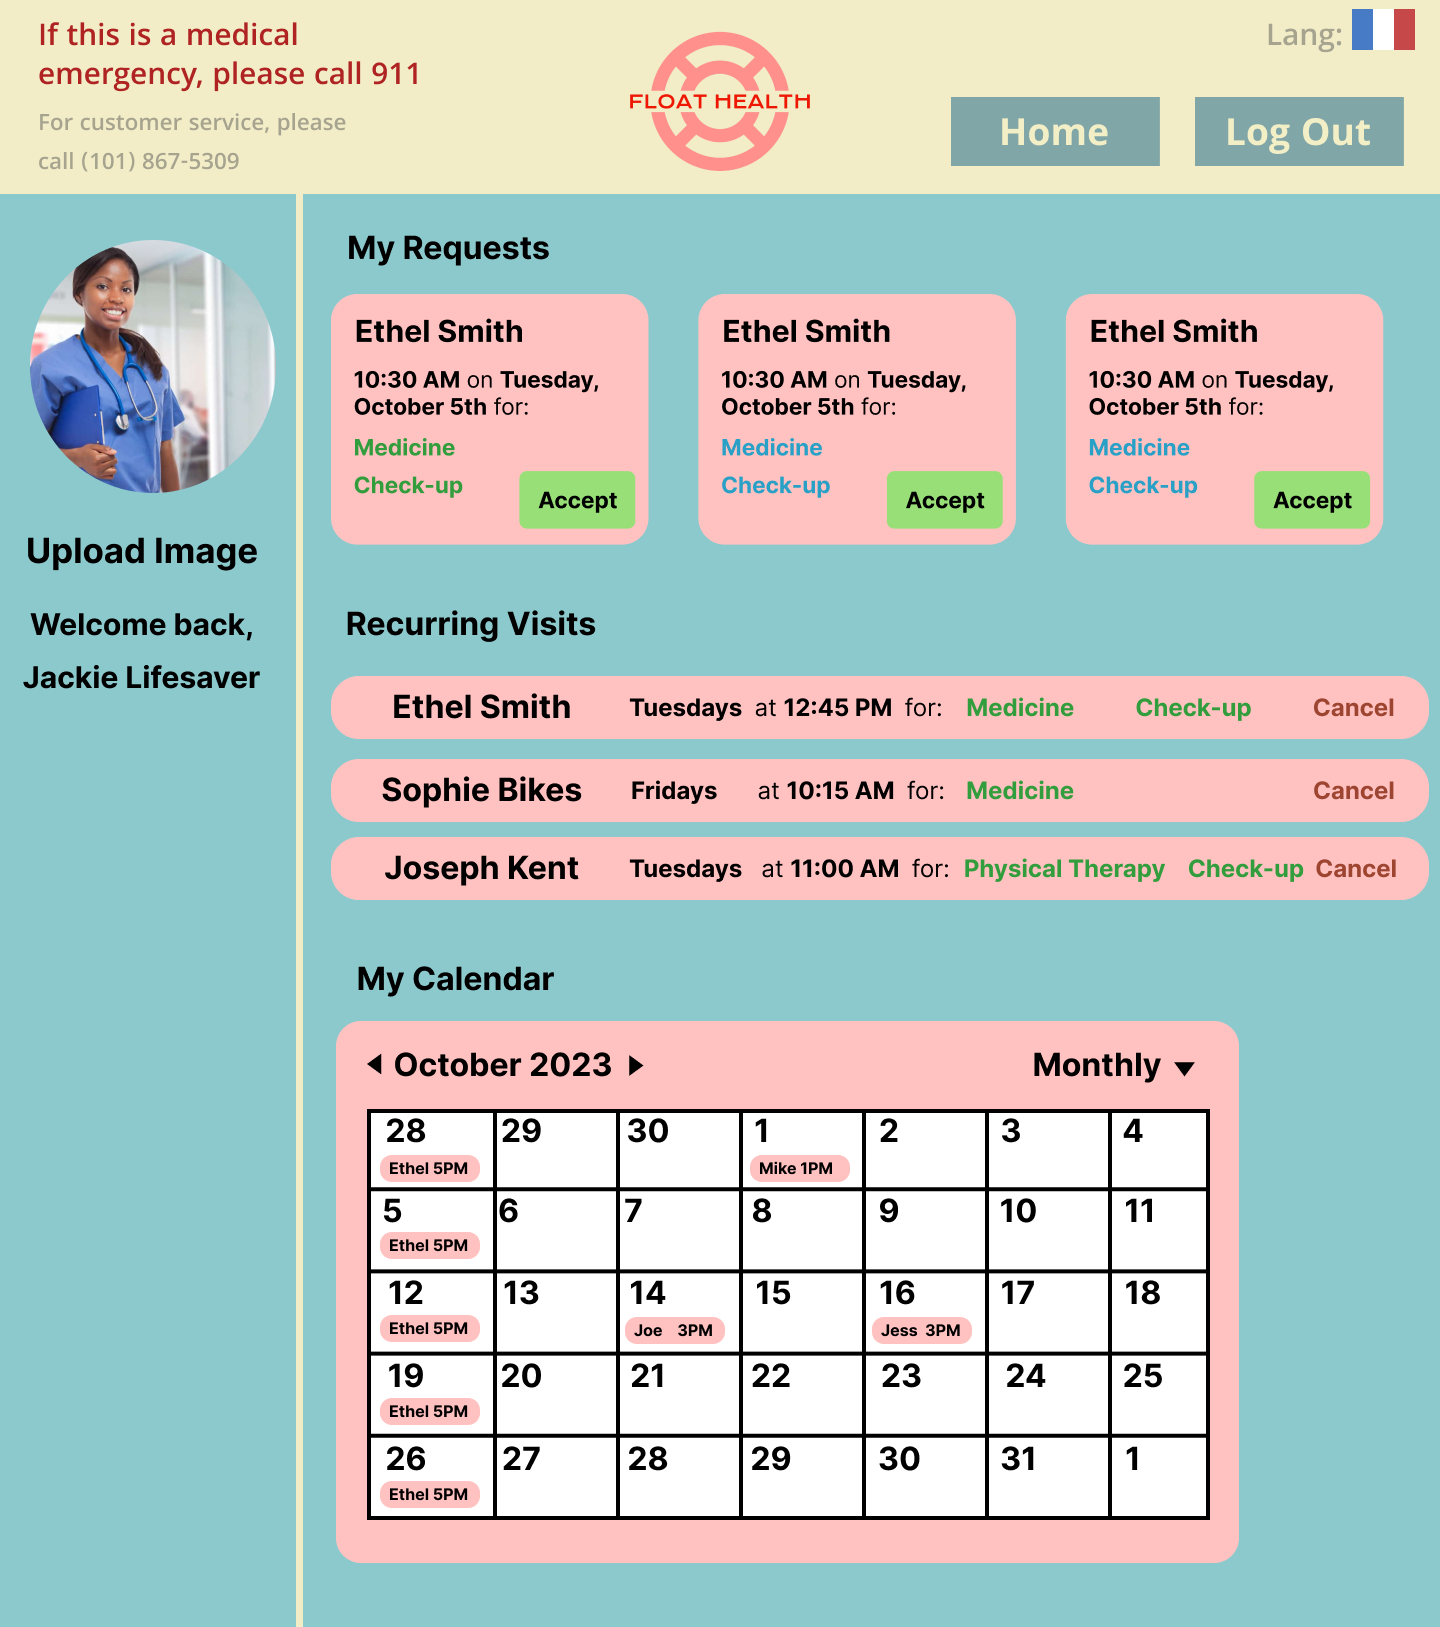 If this is a medical
emergency, please call 911
For customer service, please
call (101) 867-5309
FLOAT HEALTH
Lang:
Home
Log Out
Upload Image
Welcome back,
Jackie Lifesaver
My Requests
Ethel Smith
10:30 AM on Tuesday,
October 5th for:
Medicine
Check-up
Accept
Ethel Smith
10:30 AM on Tuesday,
October 5th for:
Medicine
Check-up
Accept
Ethel Smith
10:30 AM on Tuesday,
October 5th for:
Medicine
Check-up
Accept
Recurring Visits
Ethel Smith Tuesdays at 12:45 PM for: Medicine Check-up Cancel
Sophie Bikes Fridays at 10:15 AM for: Medicine Cancel
Joseph Kent Tuesdays at 11:00 AM for: Physical Therapy Check-up Cancel
My Calendar
October 2023 Monthly
28 29 30 1 2 3 4
Ethel 5PM Mike 1PM
5 6 7 8 9 10 11
Ethel 5PM
12 13 14 15 16 17 18
Ethel 5PM Joe 3PM Jess 3PM
19 20 21 22 23 24 25
Ethel 5PM
26 27 28 29 30 31 1
Ethel 5PM